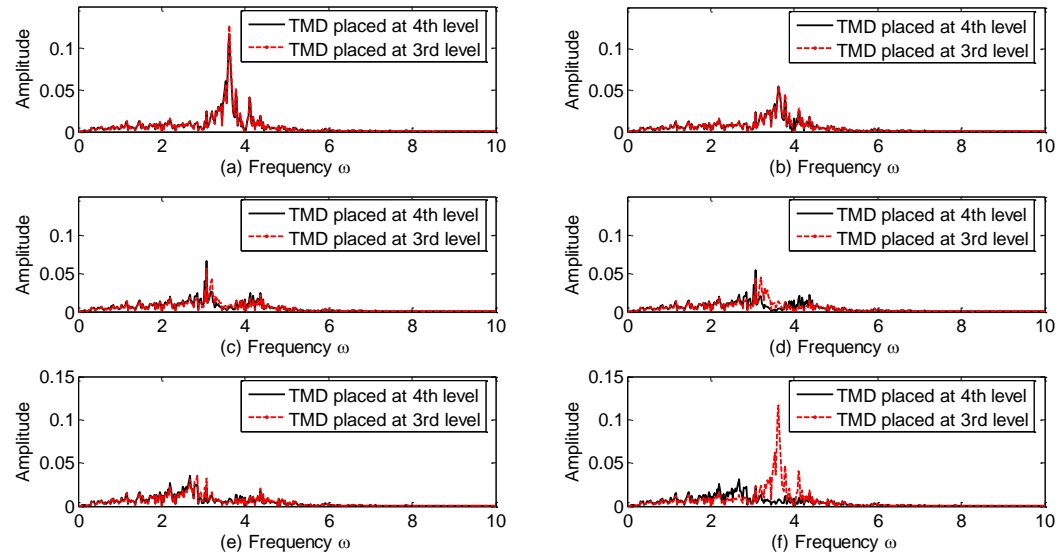 Amplitude
0.1
0.05
0
TMD placed at 4th level
TMD placed at 3rd level
0 2 4 6 8 10
(a) Frequency ω
Amplitude
0.1
0.05
0
TMD placed at 4th level
TMD placed at 3rd level
0 2 4 6 8 10
(b) Frequency ω
Amplitude
0.1
0.05
0
TMD placed at 4th level
TMD placed at 3rd level
0 2 4 6 8 10
(c) Frequency ω
Amplitude
0.1
0.05
0
TMD placed at 4th level
TMD placed at 3rd level
0 2 4 6 8 10
(d) Frequency ω
Amplitude
0.15
0.1
0.05
0
TMD placed at 4th level
TMD placed at 3rd level
0 2 4 6 8 10
(e) Frequency ω
Amplitude
0.15
0.1
0.05
0
TMD placed at 4th level
TMD placed at 3rd level
0 2 4 6 8 10
(f) Frequency ω